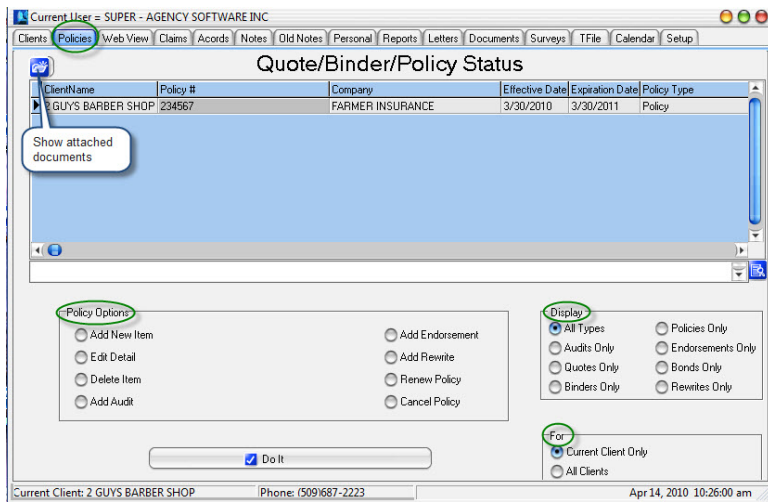 Current User = SUPER - AGENCY SOFTWARE INC
Clients Policies Web View Claims Acords Notes Old Notes Personal Reports Letters Documents Surveys TFile Calendar Setup
Quote/Binder/Policy Status
ClientName Policy # Company Effective Date Expiration Date Policy Type
2 GUYS BARBER SHOP 234567 FARMER INSURANCE 3/30/2010 3/30/2011 Policy
Show attached
documents
Policy Options
Add New Item Add Endorsement
Edit Detail Add Rewrite
Delete Item Renew Policy
Add Audit Cancel Policy
Display
All Types Policies Only
Audits Only Endorsements Only
Quotes Only Bonds Only
Binders Only Rewrites Only
Do It
For
Current Client Only
All Clients
Current Client: 2 GUYS BARBER SHOP Phone: (509)687-2223 Apr 14, 2010 10:26:00 am